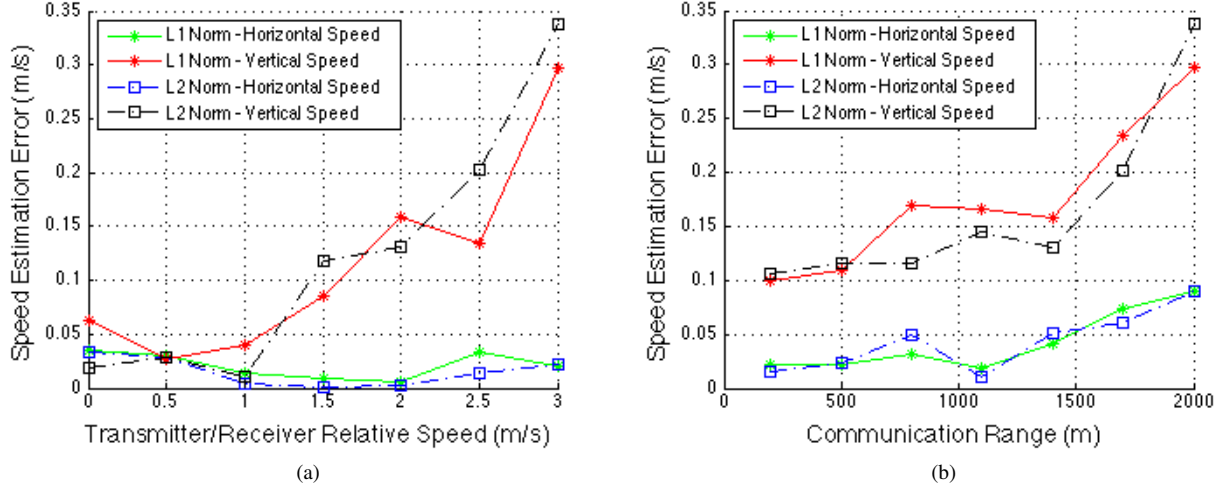 0.35
0.3
0.25
0.2
0.15
0.1
0.05
0
Speed Estimation Error (m/s)
L1 Norm - Horizontal Speed
L1 Norm - Vertical Speed
L2 Norm - Horizontal Speed
L2 Norm - Vertical Speed
0 0.5 1 1.5 2 2.5 3
Transmitter/Receiver Relative Speed (m/s)
(a)
0.35
0.3
0.25
0.2
0.15
0.1
0.05
0
Speed Estimation Error (m/s)
L1 Norm - Horizontal Speed
L1 Norm - Vertical Speed
L2 Norm - Horizontal Speed
L2 Norm - Vertical Speed
0 500 1000 1500 2000
Communication Range (m)
(b)